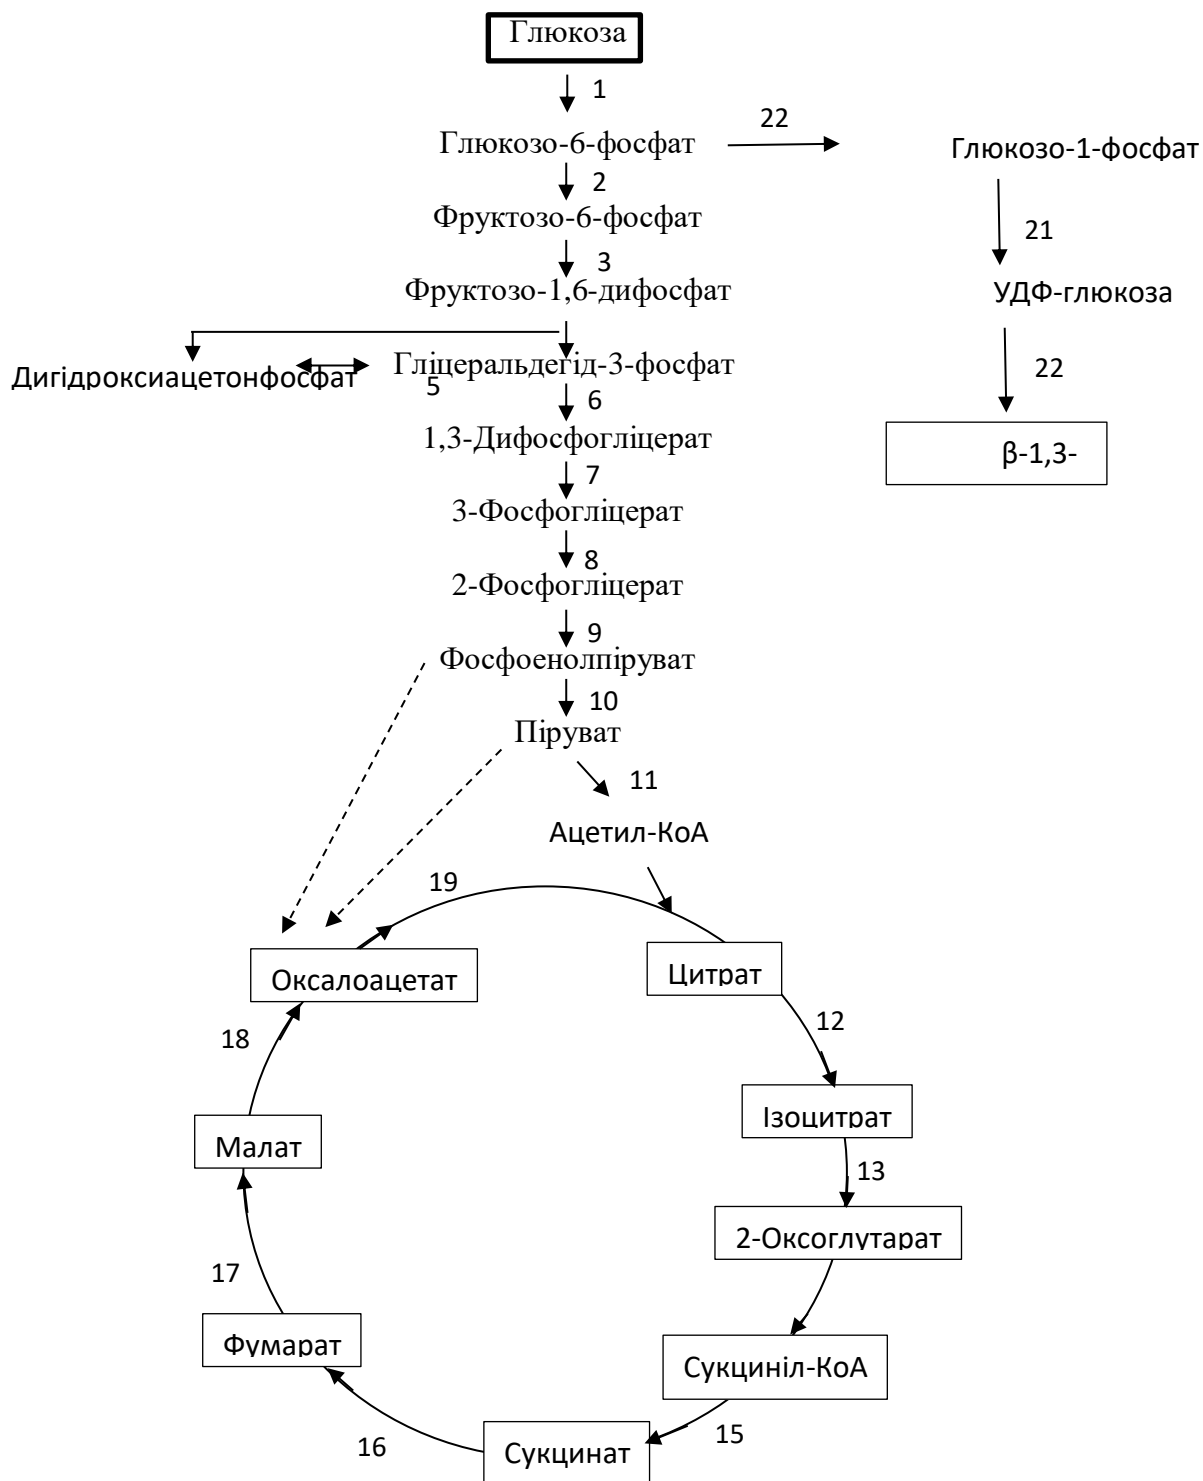 Глюкоза
1
22
Глюкозо-6-фосфат
Глюкозо-1-фосфат
2
Фруктозо-6-фосфат
21
3
Фруктозо-1,6-дифосфат
УДФ-глюкоза
Дигідроксиацетонфосфат
Гліцеральдегід-3-фосфат
5
22
6
1,3-Дифосфогліцерат
β-1,3-
7
3-Фосфогліцерат
8
2-Фосфогліцерат
9
Фосфоенолпіруват
10
Піруват
11
Ацетил-КоА
19
Оксалоацетат
Цитрат
12
18
Ізоцитрат
Малат
13
2-Оксоглутарат
17
Фумарат
Сукциніл-КоА
15
16
Сукцинат